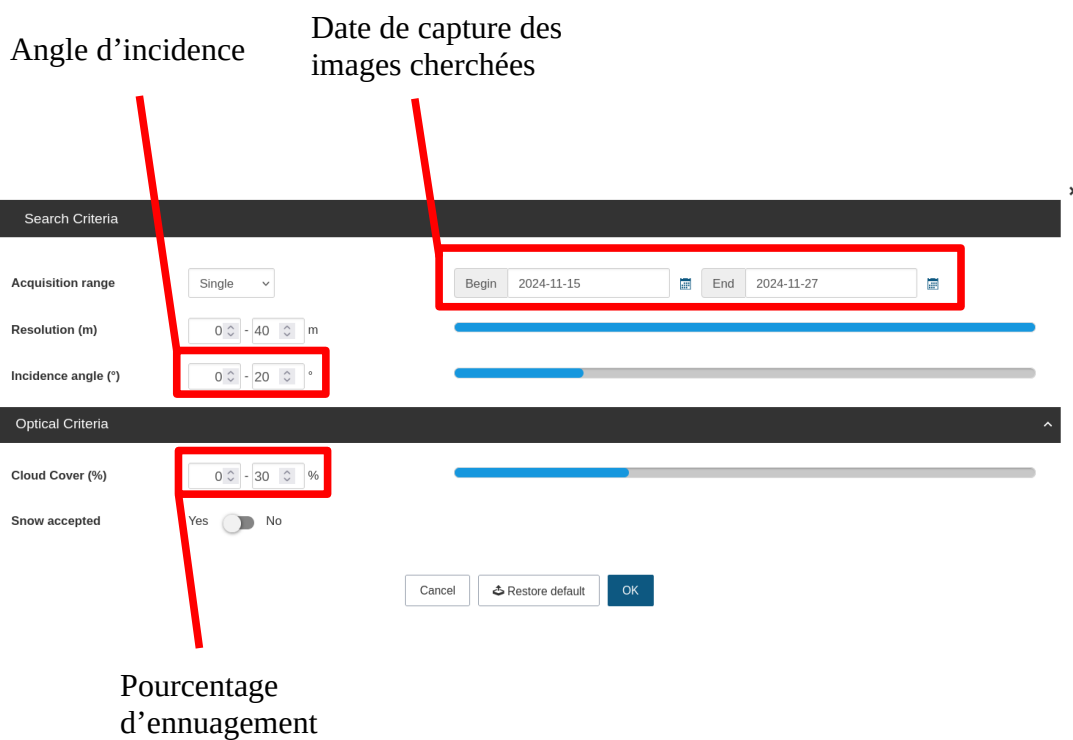 Angle d'incidence
Date de capture des
images cherchées
Search Criteria
Acquisition range Single Begin 2024-11-15 End 2024-11-27
Resolution (m) 0 - 40 m
Incidence angle (°) 0 - 20 °
Optical Criteria
Cloud Cover (%) 0 - 30 %
Snow accepted Yes No
Cancel Restore default OK
Pourcentage
d'ennuagement